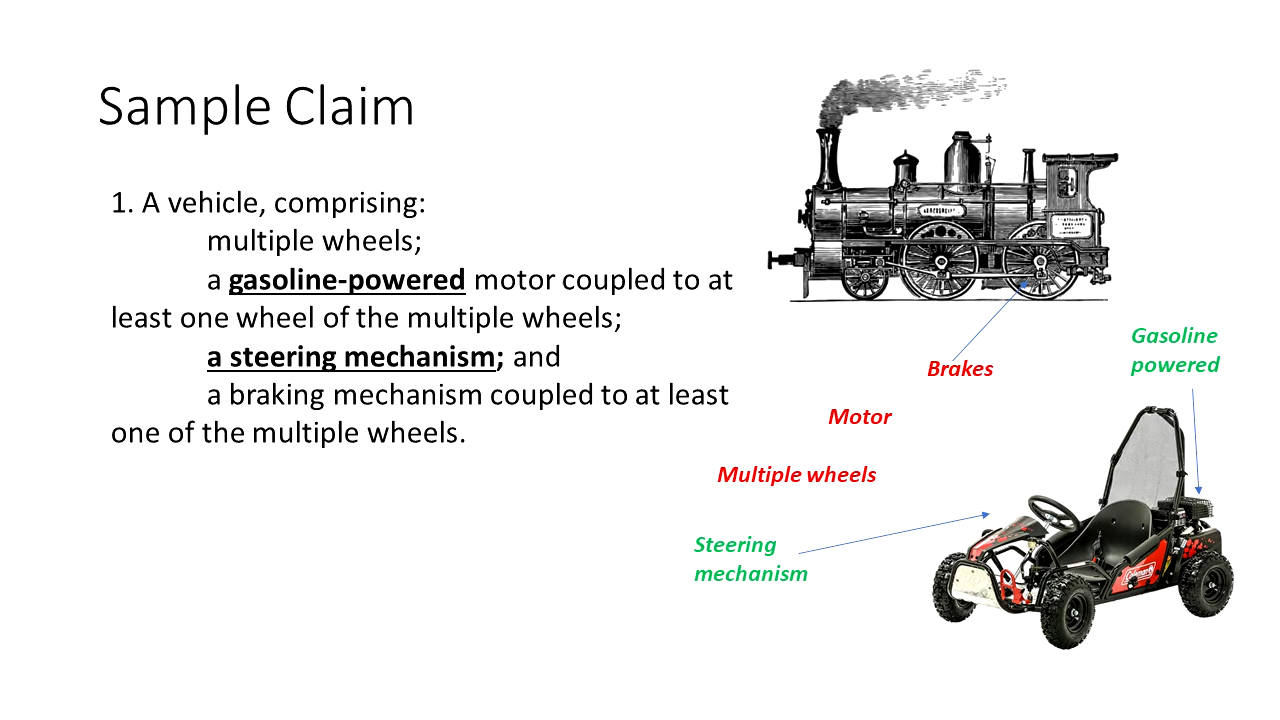 Sample Claim
1. A vehicle, comprising:
multiple wheels;
a gasoline-powered motor coupled to at
least one wheel of the multiple wheels;
a steering mechanism; and
a braking mechanism coupled to at least
one of the multiple wheels.
Brakes
Gasoline
powered
Motor
Multiple wheels
Steering
mechanism
Coleman